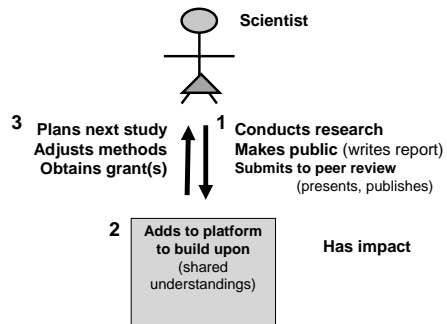 Scientist
3
Plans next study
Adjusts methods
Obtains grant(s)
1
Conducts research
Makes public (writes report)
Submits to peer review
(presents, publishes)
2
Adds to platform
to build upon
(shared
understandings)
Has impact